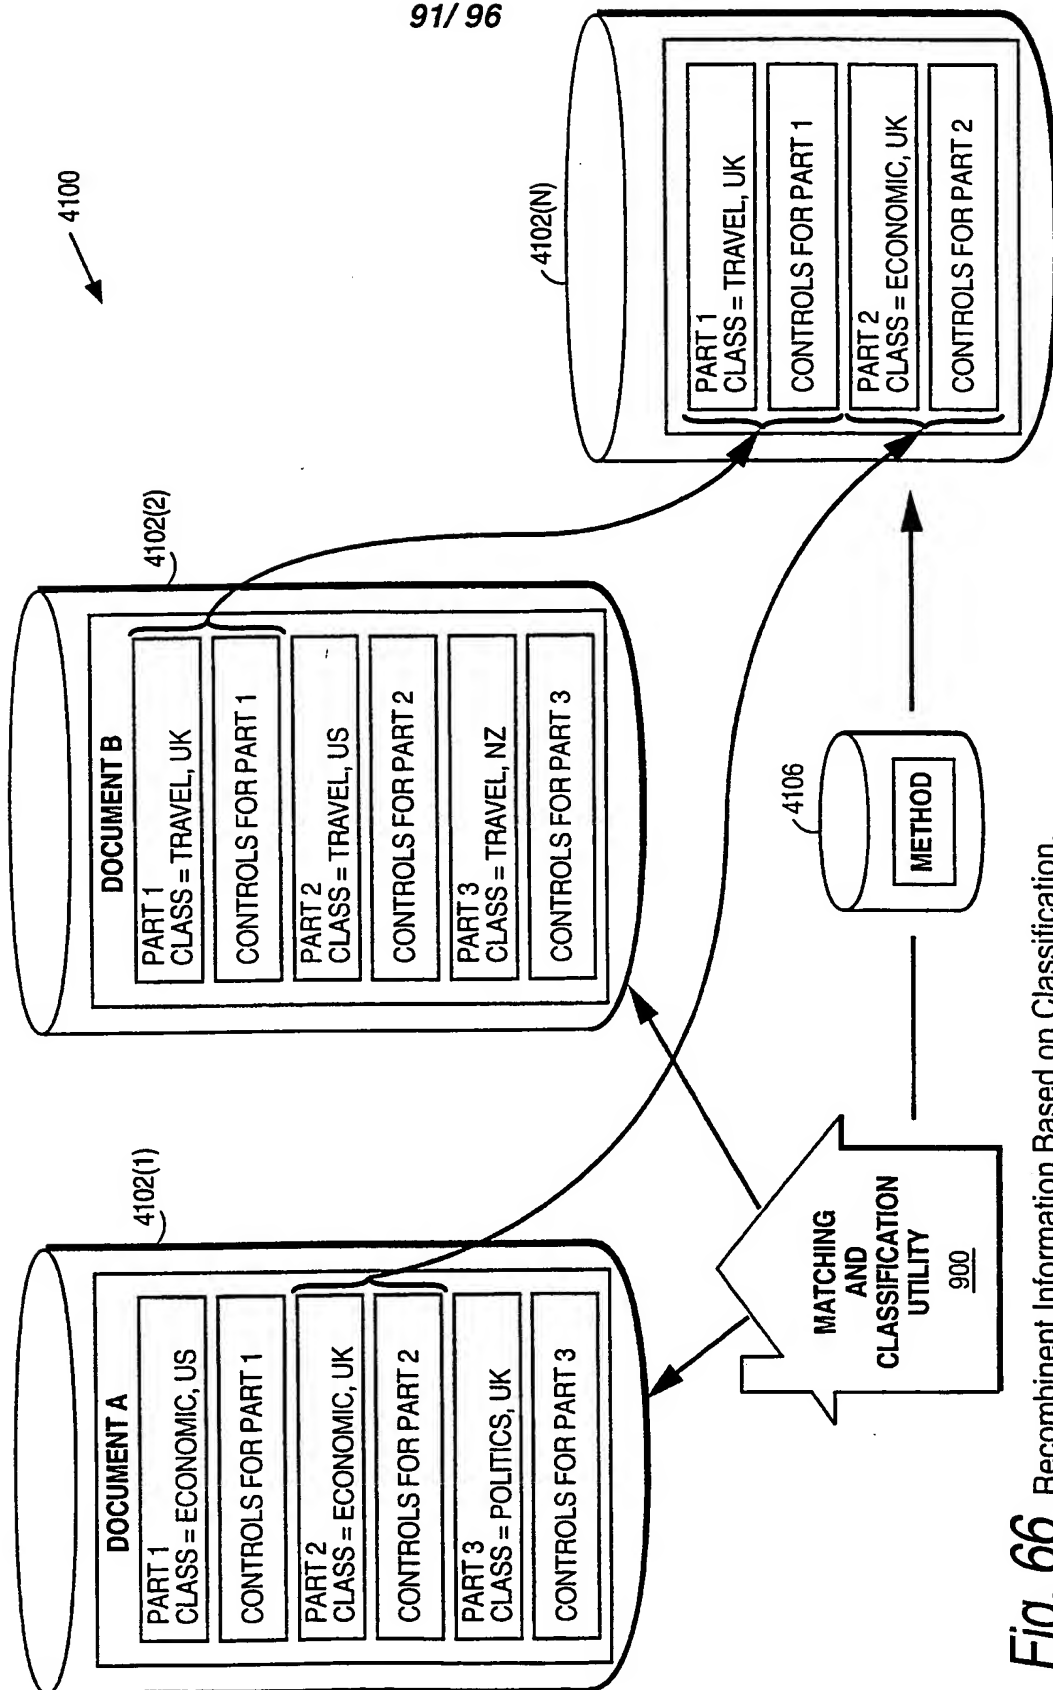 91/ 96
4100
4102(1)
DOCUMENT A
PART 1
CLASS = ECONOMIC, US
CONTROLS FOR PART 1
PART 2
CLASS = ECONOMIC, UK
CONTROLS FOR PART 2
PART 3
CLASS = POLITICS, UK
CONTROLS FOR PART 3
4102(2)
DOCUMENT B
PART 1
CLASS = TRAVEL, UK
CONTROLS FOR PART 1
PART 2
CLASS = TRAVEL, US
CONTROLS FOR PART 2
PART 3
CLASS = TRAVEL, NZ
CONTROLS FOR PART 3
4102(N)
PART 1
CLASS = TRAVEL, UK
CONTROLS FOR PART 1
PART 2
CLASS = ECONOMIC, UK
CONTROLS FOR PART 2
MATCHING
AND
CLASSIFICATION
UTILITY
900
4106
METHOD
Fig. 66 Recombinent Information Based on Classification.